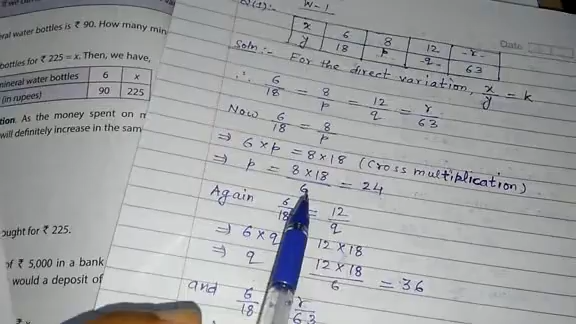 ral water bottles is ₹ 90. How many min
bottles for ₹ 225 = x. Then, we have,
mineral water bottles 6 x
(in rupees) 90 225
tion. As the money spent on m
will definitely increase in the sam
ought for ₹ 225.
of ₹ 5,000 in a bank
would a deposit of
Q(1):- W-1
x 6 8 12 -r-
y 18 p -q- 63
Date
Soln:- For the direct variation, x/y = k
∴ 6/18 = 8/p = 12/q = r/63
Now 6/18 = 8/p
⇒ 6 × p = 8 × 18 (Cross multiplication)
⇒ p = 8 × 18/6 = 24
Again 6/18 = 12/q
⇒ 6 × q 12 × 18
⇒ q 12 × 18/6 = 36
and 6/18 r/63